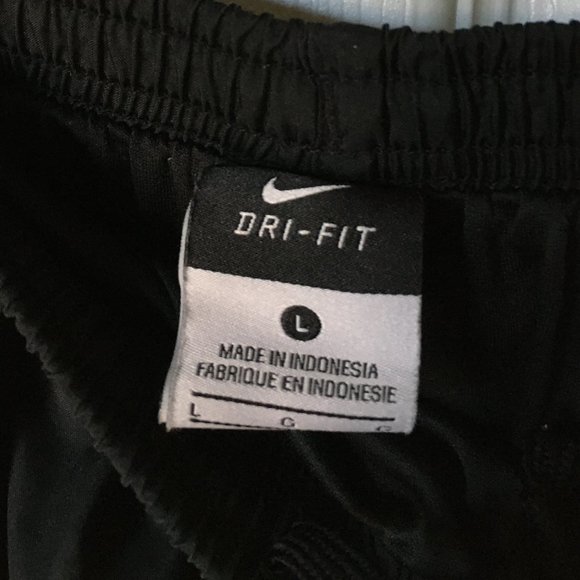 DRI-FIT
L
MADE IN INDONESIA
FABRIQUE EN INDONESIE
L G G